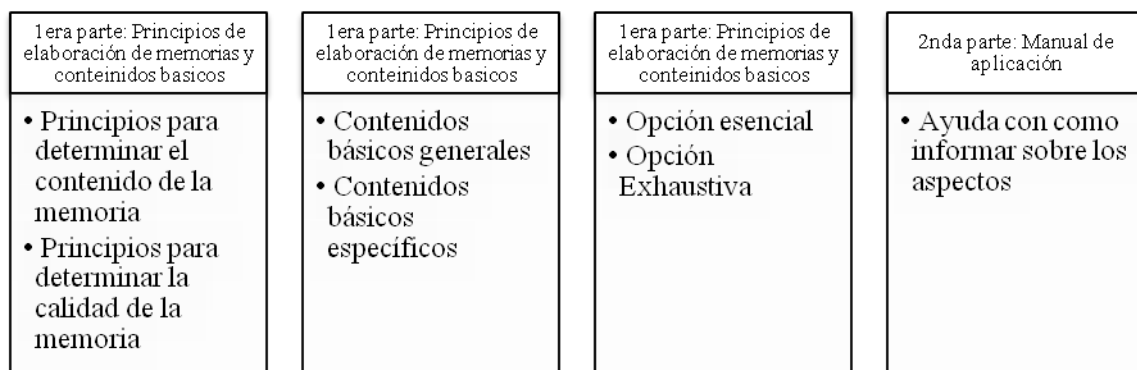 1era parte: Principios de
elaboración de memorias y
conteinidos basicos
• Principios para
determinar el
contenido de la
memoria
• Principios para
determinar la
calidad de la
memoria
1era parte: Principios de
elaboración de memorias y
conteinidos basicos
• Contenidos
básicos generales
• Contenidos
básicos
específicos
1era parte: Principios de
elaboración de memorias y
conteinidos basicos
• Opción esencial
• Opción
Exhaustiva
2nda parte: Manual de
aplicación
• Ayuda con como
informar sobre los
aspectos